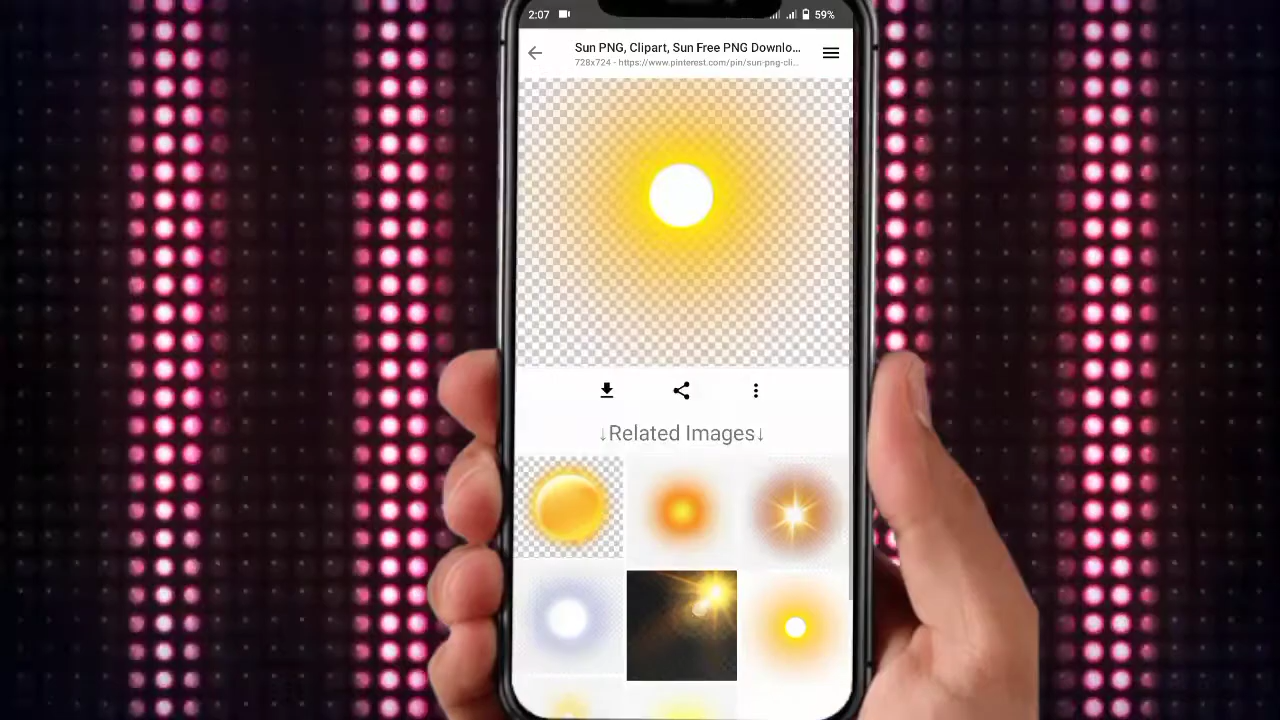 2:07 59%
Sun PNG, Clipart, Sun Free PNG Downlo...
728x724 - https://www.pinterest.com/pin/sun-png-cli...
↓Related Images↓